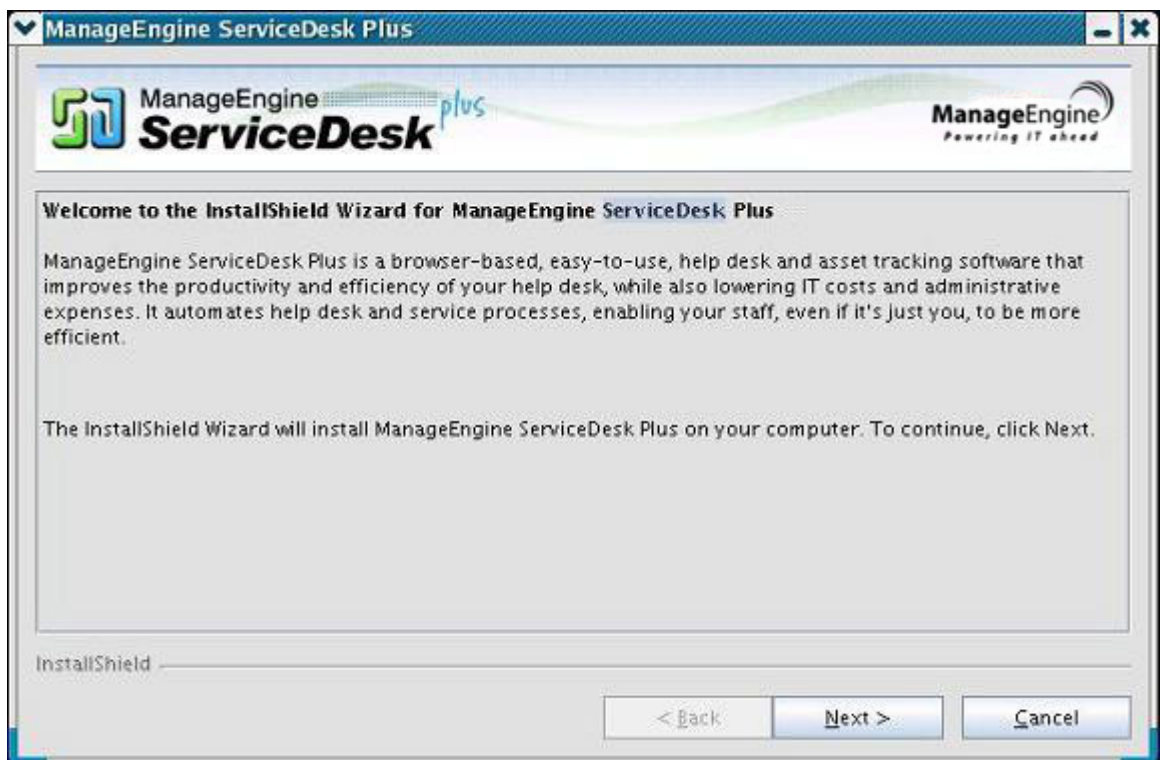 ManageEngine ServiceDesk Plus
ManageEngine
ServiceDesk plus
ManageEngine
Powering IT ahead
Welcome to the InstallShield Wizard for ManageEngine ServiceDesk Plus
ManageEngine ServiceDesk Plus is a browser-based, easy-to-use, help desk and asset tracking software that
improves the productivity and efficiency of your help desk, while also lowering IT costs and administrative
expenses. It automates help desk and service processes, enabling your staff, even if it's just you, to be more
efficient.
The InstallShield Wizard will install ManageEngine ServiceDesk Plus on your computer. To continue, click Next.
InstallShield
< Back
Next >
Cancel